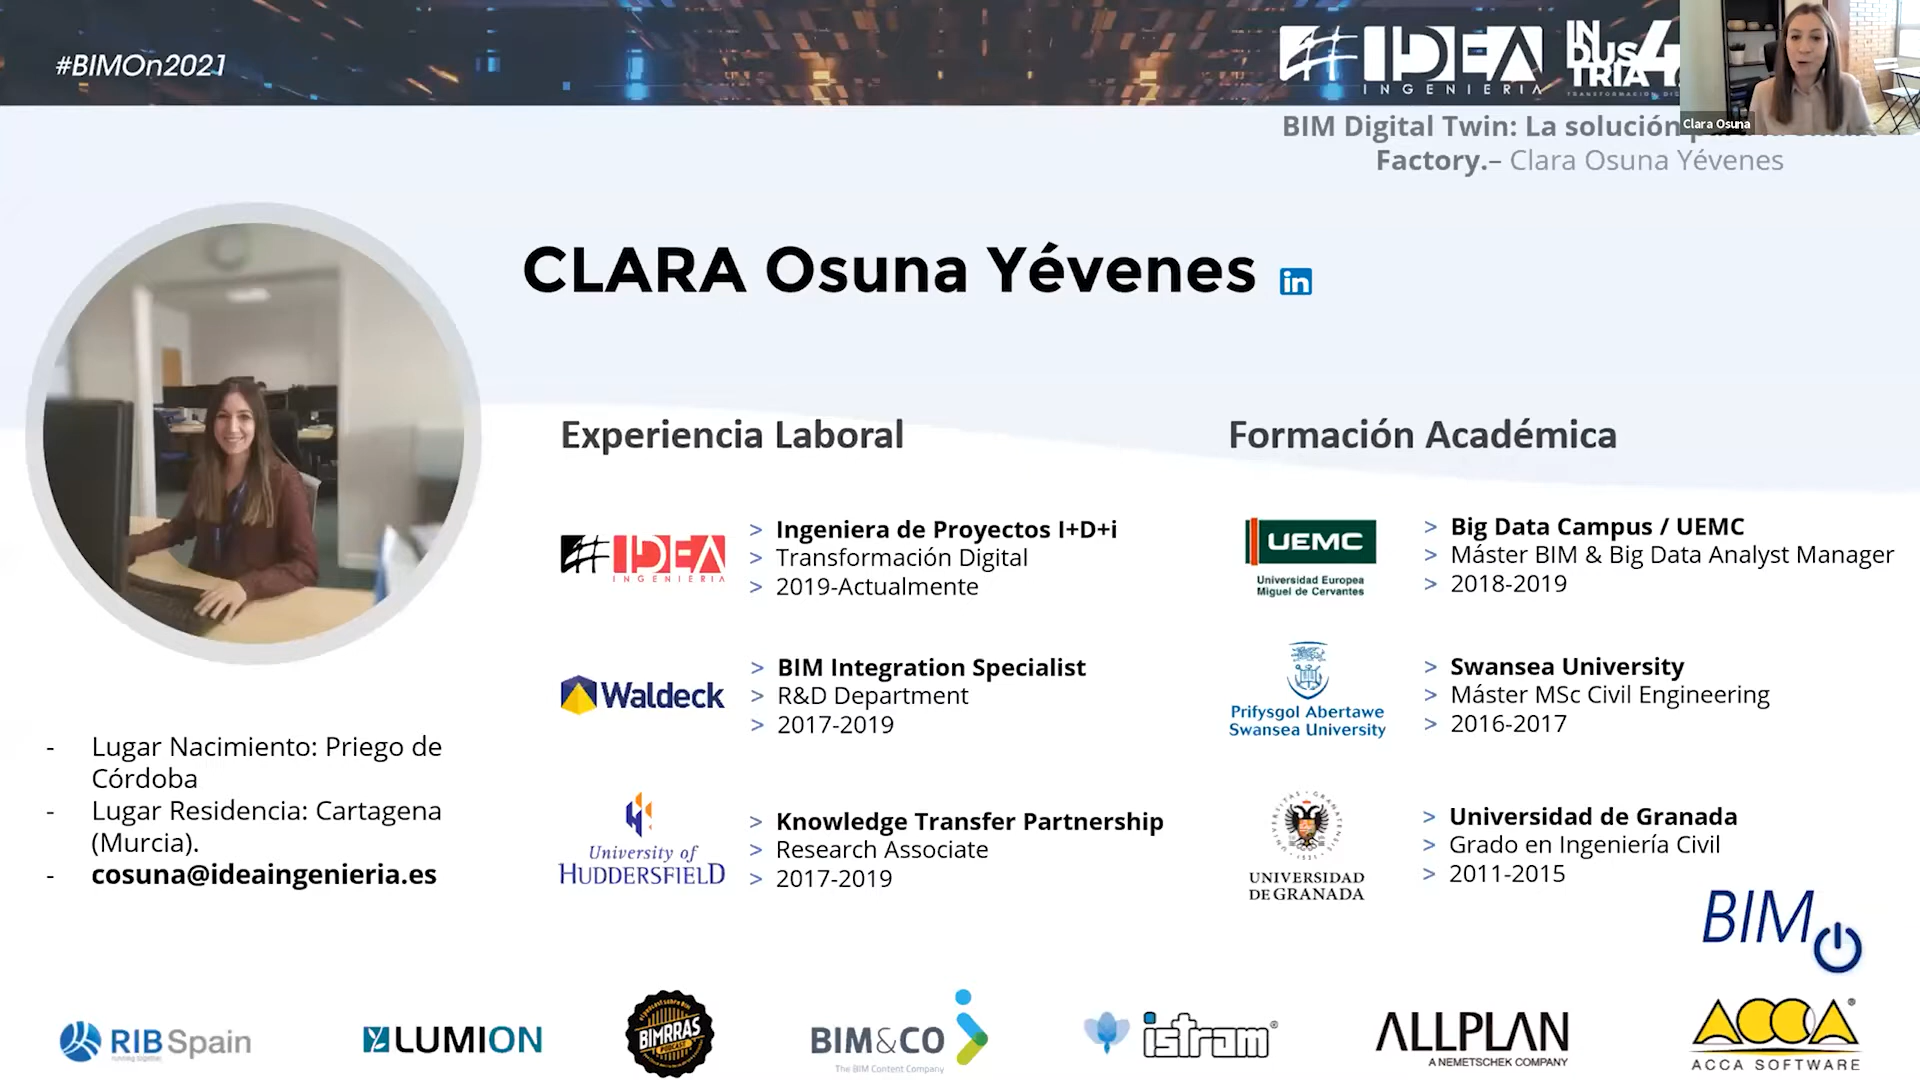 #BIMOn2021
IDEA
INGENIERIA
INDUSTRIA 4
Clara Osuna
BIM Digital Twin: La solución
Factory.– Clara Osuna Yévenes
CLARA Osuna Yévenes in
Experiencia Laboral
IDEA
INGENIERIA
> Ingeniera de Proyectos I+D+i
> Transformación Digital
> 2019-Actualmente
Waldeck
> BIM Integration Specialist
> R&D Department
> 2017-2019
University of
HUDDERSFIELD
> Knowledge Transfer Partnership
> Research Associate
> 2017-2019
Formación Académica
UEMC
Universidad Europea
Miguel de Cervantes
> Big Data Campus / UEMC
> Máster BIM & Big Data Analyst Manager
> 2018-2019
Prifysgol Abertawe
Swansea University
> Swansea University
> Máster MSc Civil Engineering
> 2016-2017
UNIVERSIDAD
DE GRANADA
> Universidad de Granada
> Grado en Ingeniería Civil
> 2011-2015
- Lugar Nacimiento: Priego de
Córdoba
- Lugar Residencia: Cartagena
(Murcia).
- cosuna@ideaingenieria.es
BIM
RIB Spain
running together
LUMION
BIMRRAS
PODCAST
BIM&CO
The BIM Content Company
istram®
ALLPLAN
A NEMETSCHEK COMPANY
ACCA®
ACCA SOFTWARE